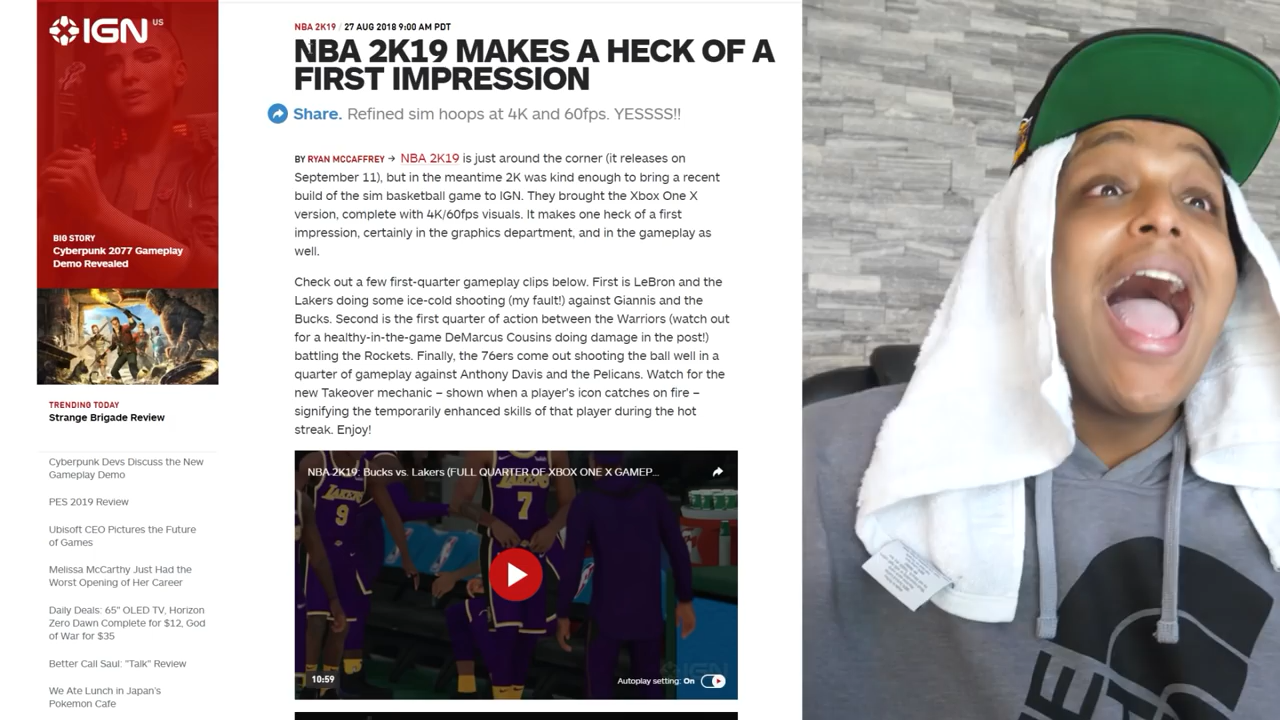 IGN US
BIG STORY
Cyberpunk 2077 Gameplay
Demo Revealed
TRENDING TODAY
Strange Brigade Review
Cyberpunk Devs Discuss the New
Gameplay Demo
PES 2019 Review
Ubisoft CEO Pictures the Future
of Games
Melissa McCarthy Just Had the
Worst Opening of Her Career
Daily Deals: 65" OLED TV, Horizon
Zero Dawn Complete for $12, God
of War for $35
Better Call Saul: "Talk" Review
We Ate Lunch in Japan's
Pokemon Cafe
NBA 2K19 / 27 AUG 2018 9:00 AM PDT
NBA 2K19 MAKES A HECK OF A
FIRST IMPRESSION
Share. Refined sim hoops at 4K and 60fps. YESSSS!!
BY RYAN MCCAFFREY → NBA 2K19 is just around the corner (it releases on
September 11), but in the meantime 2K was kind enough to bring a recent
build of the sim basketball game to IGN. They brought the Xbox One X
version, complete with 4K/60fps visuals. It makes one heck of a first
impression, certainly in the graphics department, and in the gameplay as
well.
Check out a few first-quarter gameplay clips below. First is LeBron and the
Lakers doing some ice-cold shooting (my fault!) against Giannis and the
Bucks. Second is the first quarter of action between the Warriors (watch out
for a healthy-in-the-game DeMarcus Cousins doing damage in the post!)
battling the Rockets. Finally, the 76ers come out shooting the ball well in a
quarter of gameplay against Anthony Davis and the Pelicans. Watch for the
new Takeover mechanic – shown when a player's icon catches on fire –
signifying the temporarily enhanced skills of that player during the hot
streak. Enjoy!
NBA 2K19: Bucks vs. Lakers (FULL QUARTER OF XBOX ONE X GAMEP...
LAKERS
9
LAKERS
7
IGN
10:59
Autoplay setting: On